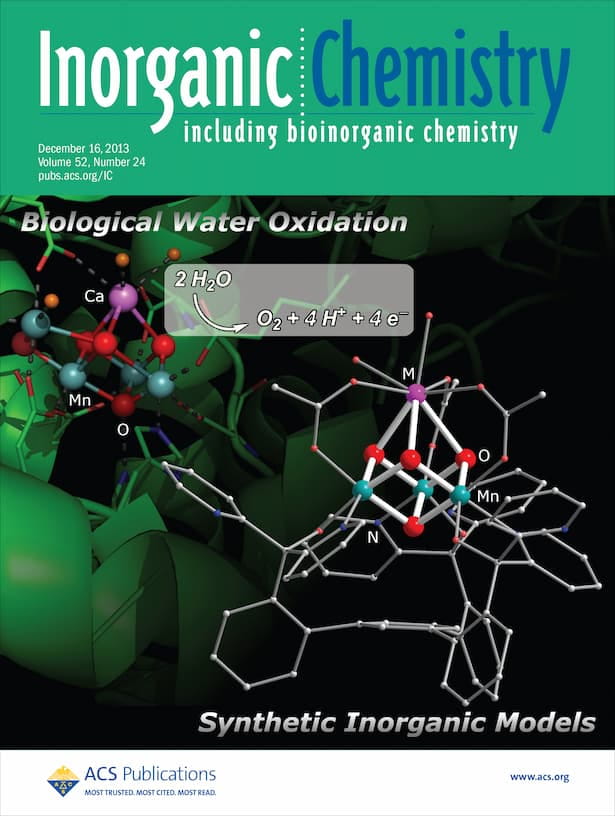 Inorganic Chemistry
including bioinorganic chemistry
December 16, 2013
Volume 52, Number 24
pubs.acs.org/IC
Biological Water Oxidation
2 H₂O
O₂ + 4 H⁺ + 4 e⁻
Ca
Mn
O
M
O
Mn
N
Synthetic Inorganic Models
ACS Publications
MOST TRUSTED. MOST CITED. MOST READ.
www.acs.org